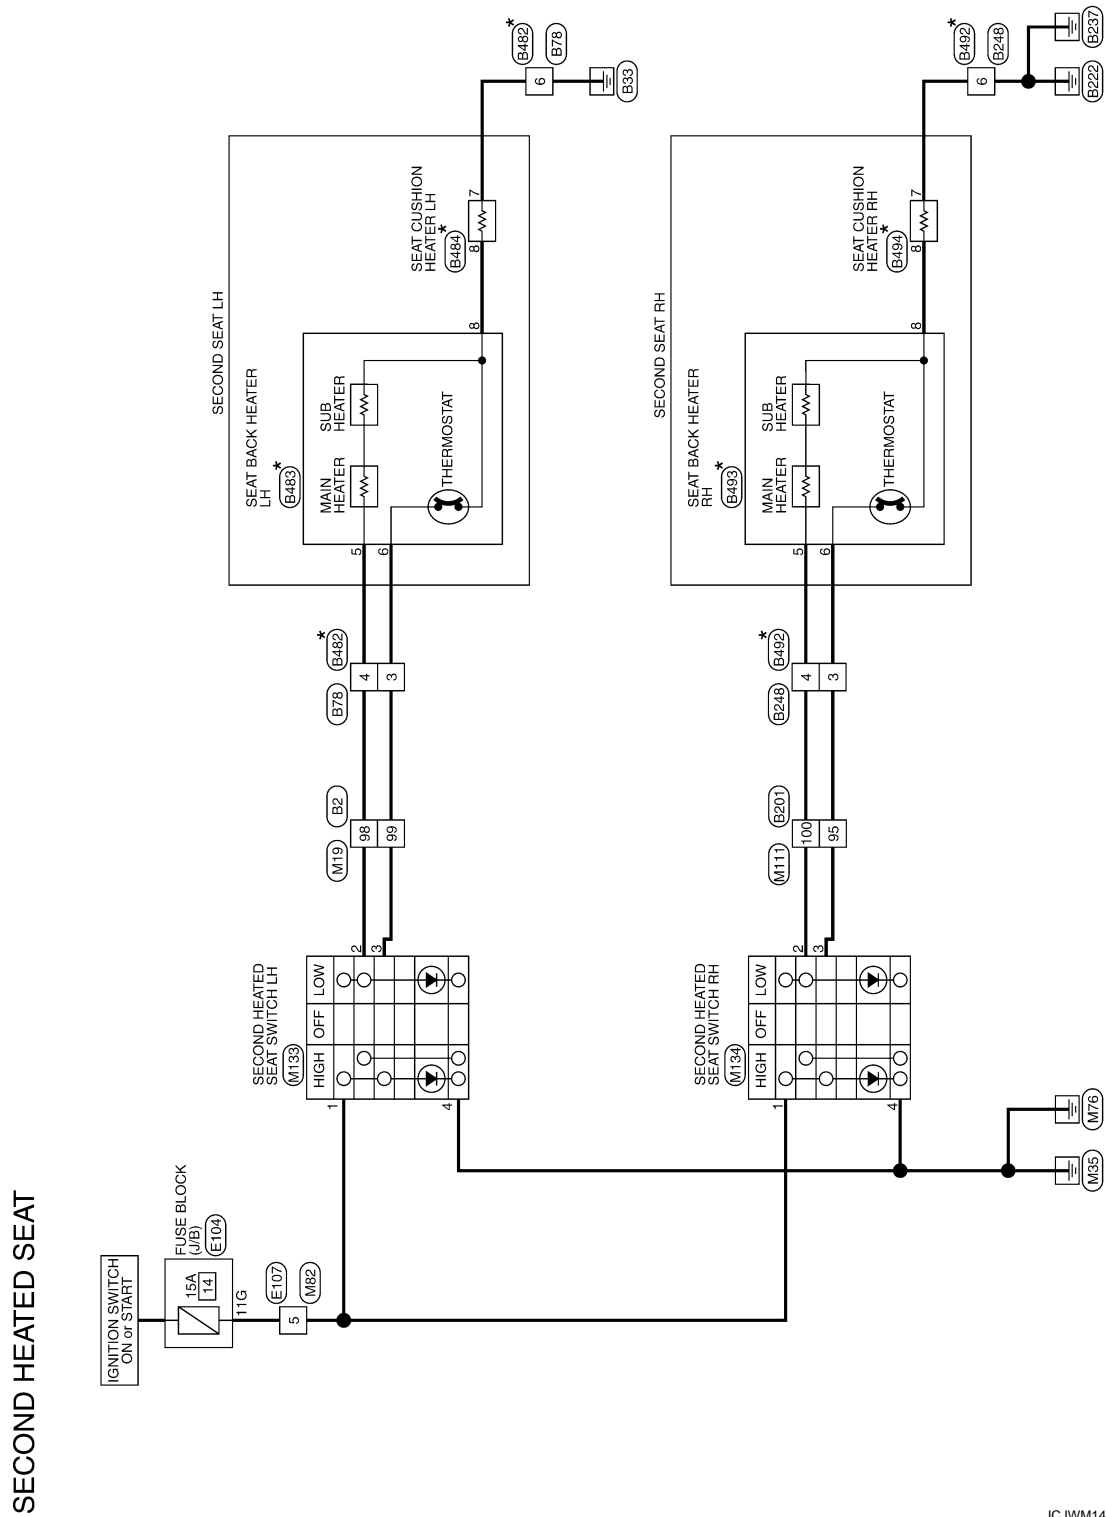 SECOND HEATED SEAT
IGNITION SWITCH
ON or START
FUSE BLOCK
(J/B)
E104
15A
14
11G
E107
5
M82
SECOND HEATED
SEAT SWITCH LH
M133
HIGH
OFF
LOW
1
4
2
3
M19
B2
98
99
B78
B482
*
4
3
SECOND SEAT LH
SEAT BACK HEATER
LH
B483
*
5
6
MAIN
HEATER
SUB
HEATER
THERMOSTAT
8
SEAT CUSHION
HEATER LH
B484
*
8
7
B482
*
6
B78
B33
SECOND HEATED
SEAT SWITCH RH
M134
HIGH
OFF
LOW
1
4
2
3
M111
B201
100
95
B248
B492
*
4
3
SECOND SEAT RH
SEAT BACK HEATER
RH
B493
*
5
6
MAIN
HEATER
SUB
HEATER
THERMOSTAT
8
SEAT CUSHION
HEATER RH
B494
*
8
7
B492
*
6
B248
B222
B237
M35
M76